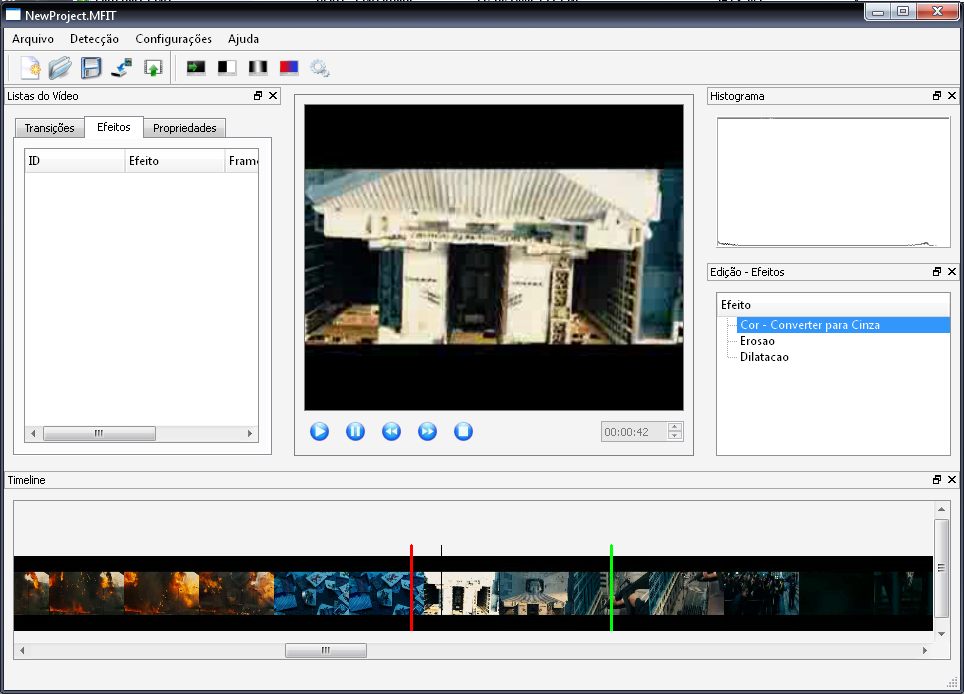 NewProject.MFIT
Arquivo Detecção Configurações Ajuda
Listas do Vídeo
Transições Efeitos Propriedades
ID Efeito Frame
00:00:42
Histograma
Edição - Efeitos
Efeito
Cor - Converter para Cinza
Erosao
Dilatacao
Timeline